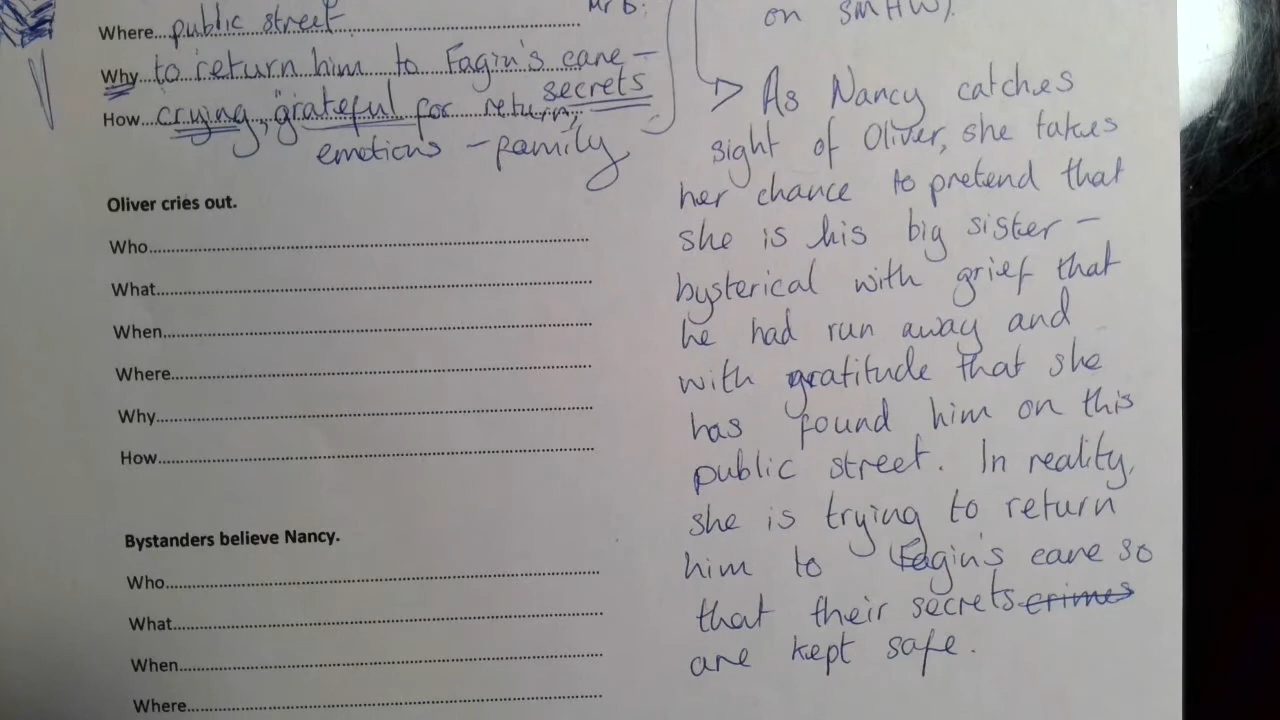 Where...public street.
Mr B.
Why...to return him to Fagin's care –
secrets
How...crying, grateful for return,
emotions – family
on SMHW).
→ As Nancy catches
sight of Oliver, she takes
her chance to pretend that
she is his big sister –
hysterical with grief that
he had run away and
with gratitude that she
has found him on this
public street. In reality,
she is trying to return
him to Fagin's care so
that their secrets crimes
are kept safe.
Oliver cries out.
Who
What
When
Where
Why
How
Bystanders believe Nancy.
Who
What
When
Where